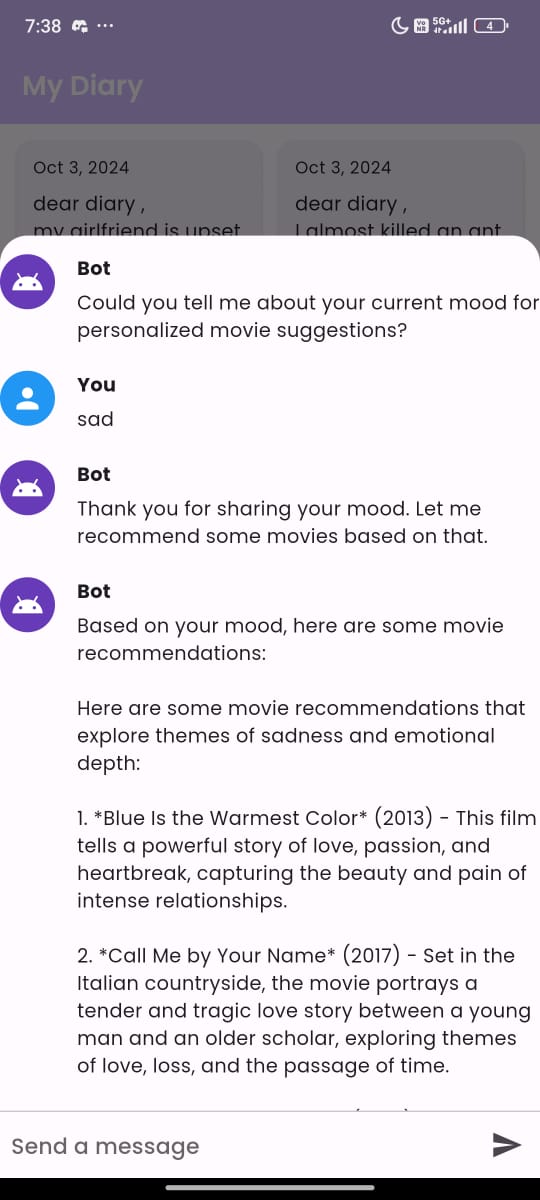 7:38 ...
Vo
NR
5G+
4
My Diary
Oct 3, 2024
dear diary ,
my girlfriend is upset
Oct 3, 2024
dear diary ,
I almost killed an ant
Bot
Could you tell me about your current mood for
personalized movie suggestions?
You
sad
Bot
Thank you for sharing your mood. Let me
recommend some movies based on that.
Bot
Based on your mood, here are some movie
recommendations:
Here are some movie recommendations that
explore themes of sadness and emotional
depth:
1. *Blue Is the Warmest Color* (2013) - This film
tells a powerful story of love, passion, and
heartbreak, capturing the beauty and pain of
intense relationships.
2. *Call Me by Your Name* (2017) - Set in the
Italian countryside, the movie portrays a
tender and tragic love story between a young
man and an older scholar, exploring themes
of love, loss, and the passage of time.
Send a message